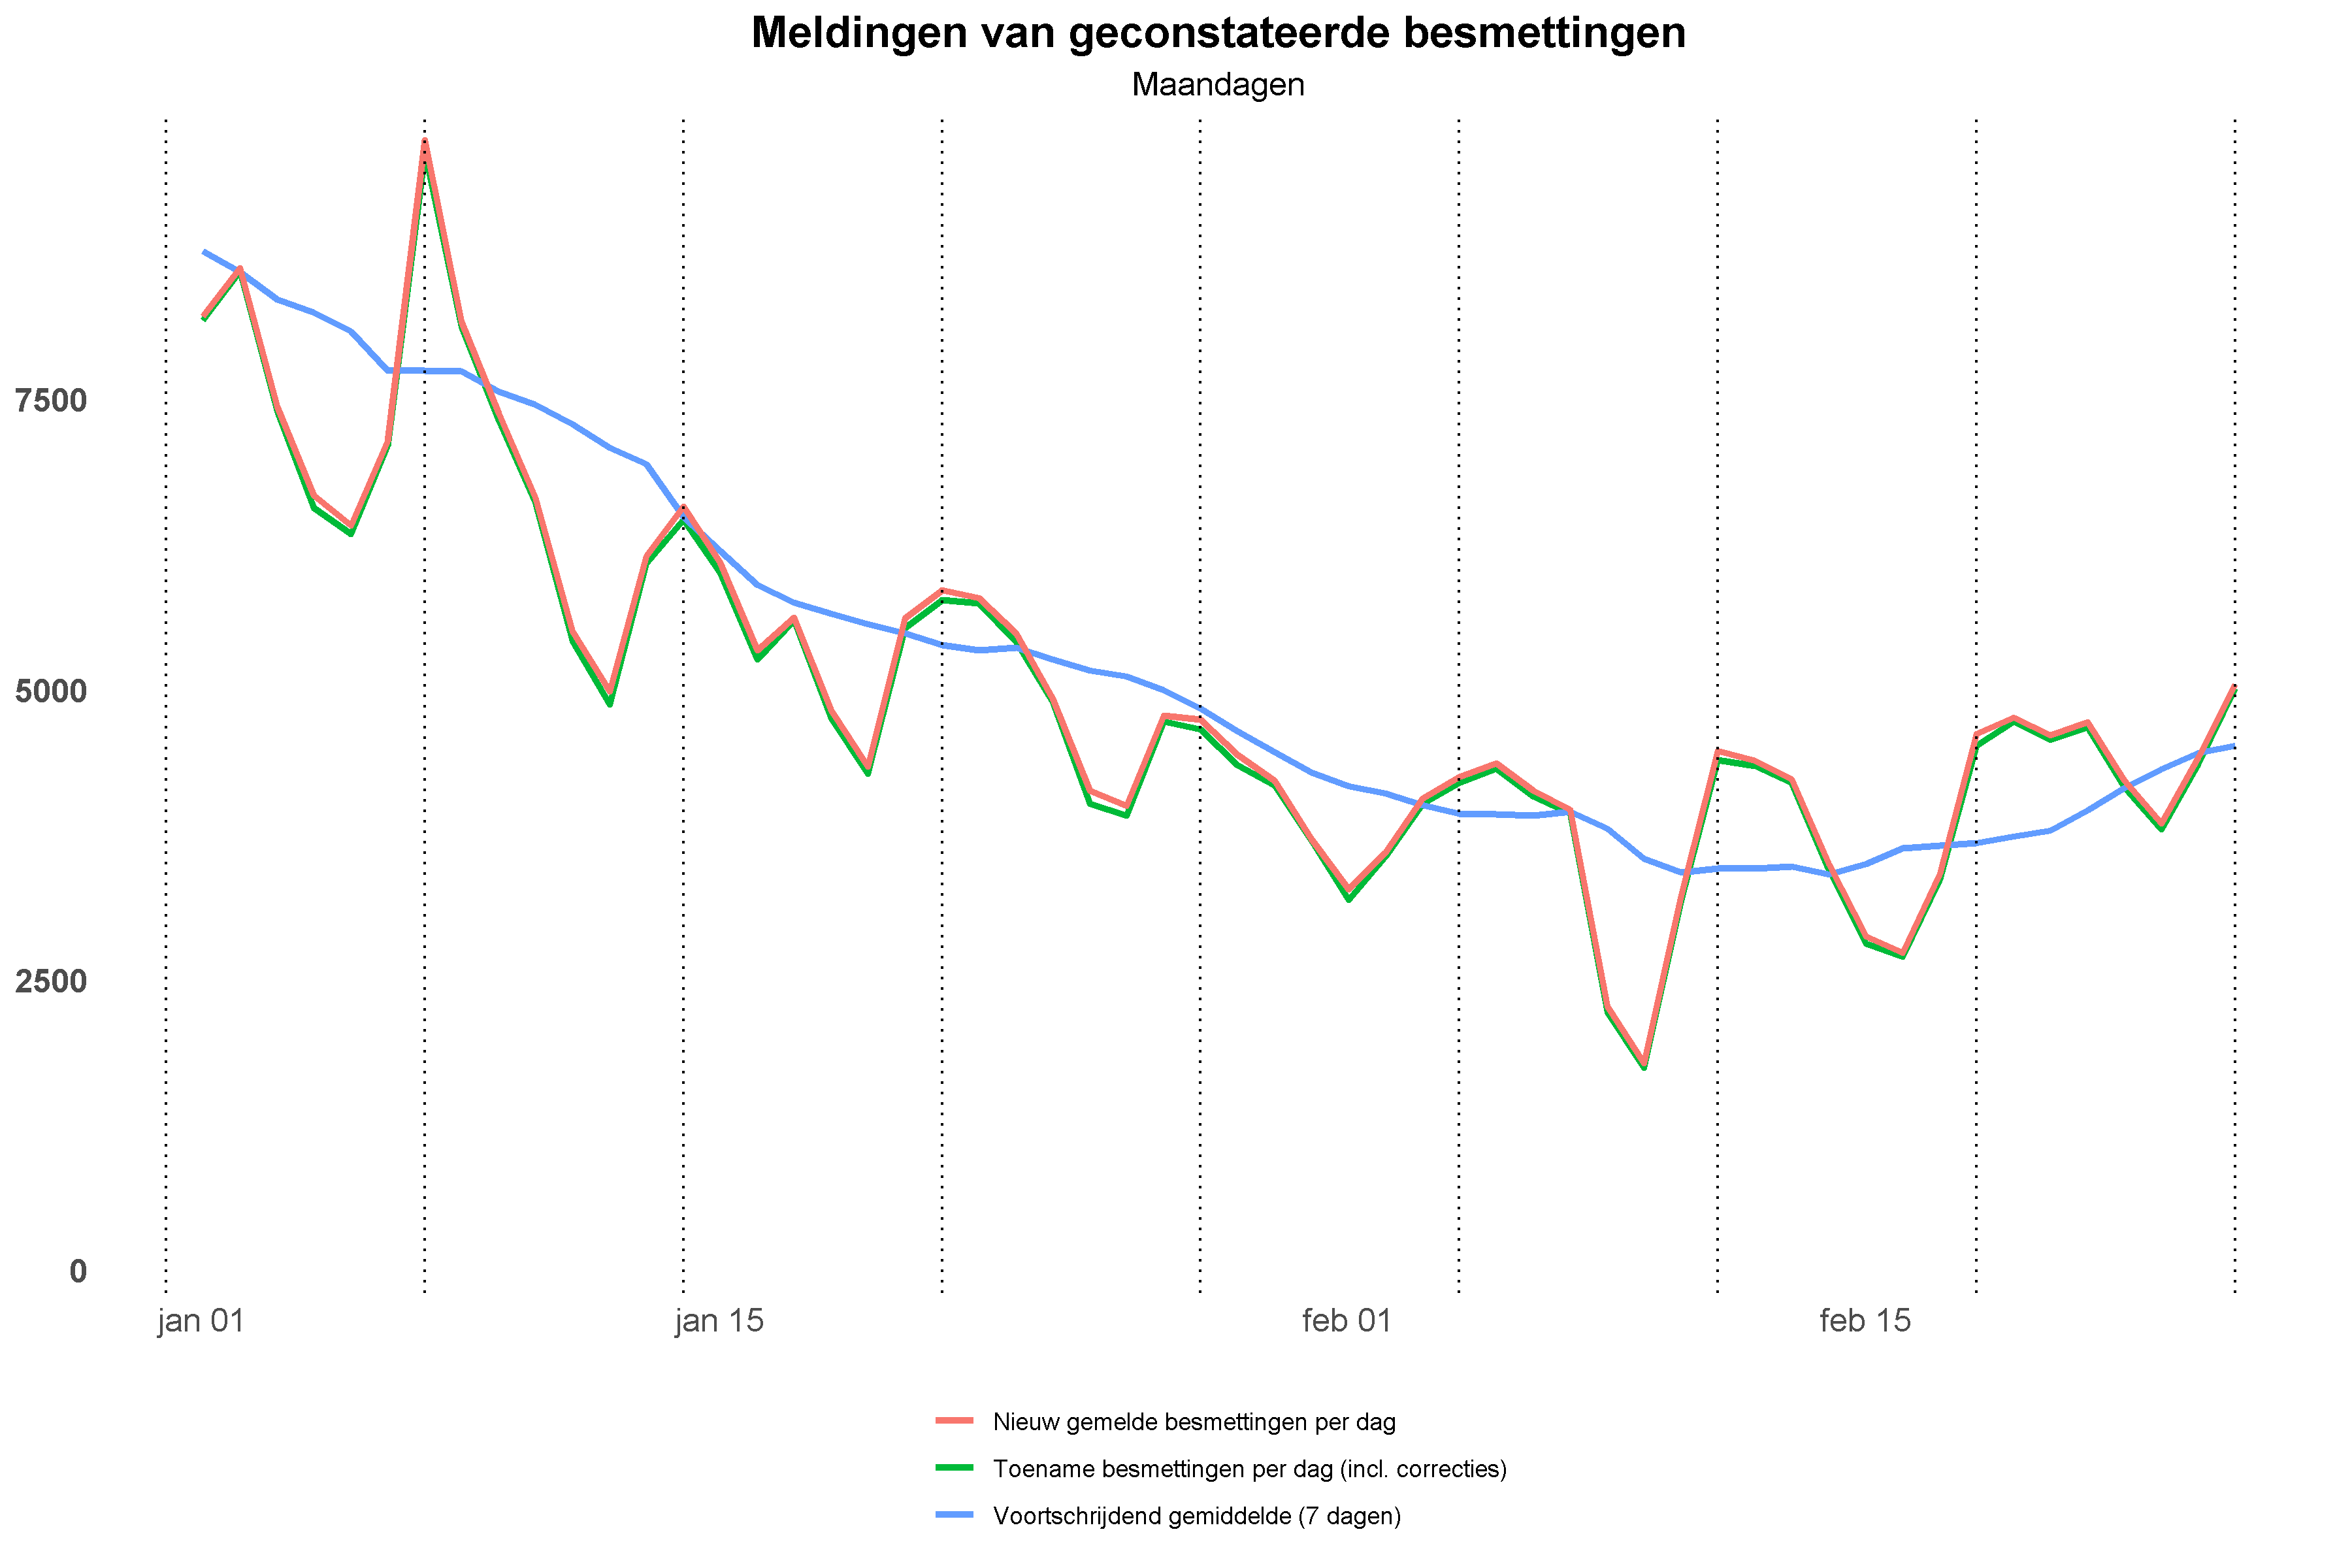 Meldingen van geconstateerde besmettingen
Maandagen
7500
5000
2500
0
jan 01
jan 15
feb 01
feb 15
Nieuw gemelde besmettingen per dag
Toename besmettingen per dag (incl. correcties)
Voortschrijdend gemiddelde (7 dagen)